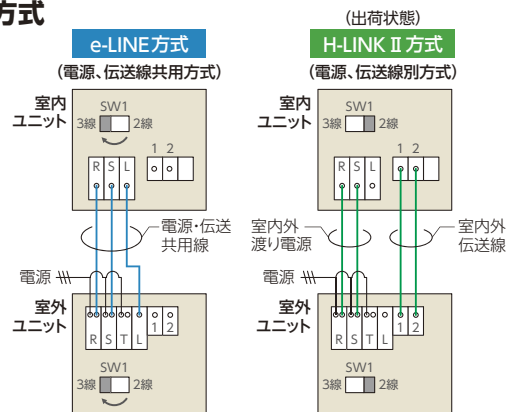 方式
e-LINE方式
（電源、伝送線共用方式）
室内
ユニット
SW1
3線 2線
R S L
1 2
電源・伝送
共用線
電源
室外
ユニット
R S T L
1 2
SW1
3線 2線
（出荷状態）
H-LINK Ⅱ 方式
（電源、伝送線別方式）
室内
ユニット
SW1
3線 2線
R S L
1 2
室内外
渡り電源
室内外
伝送線
電源
室外
ユニット
R S T L
1 2
SW1
3線 2線